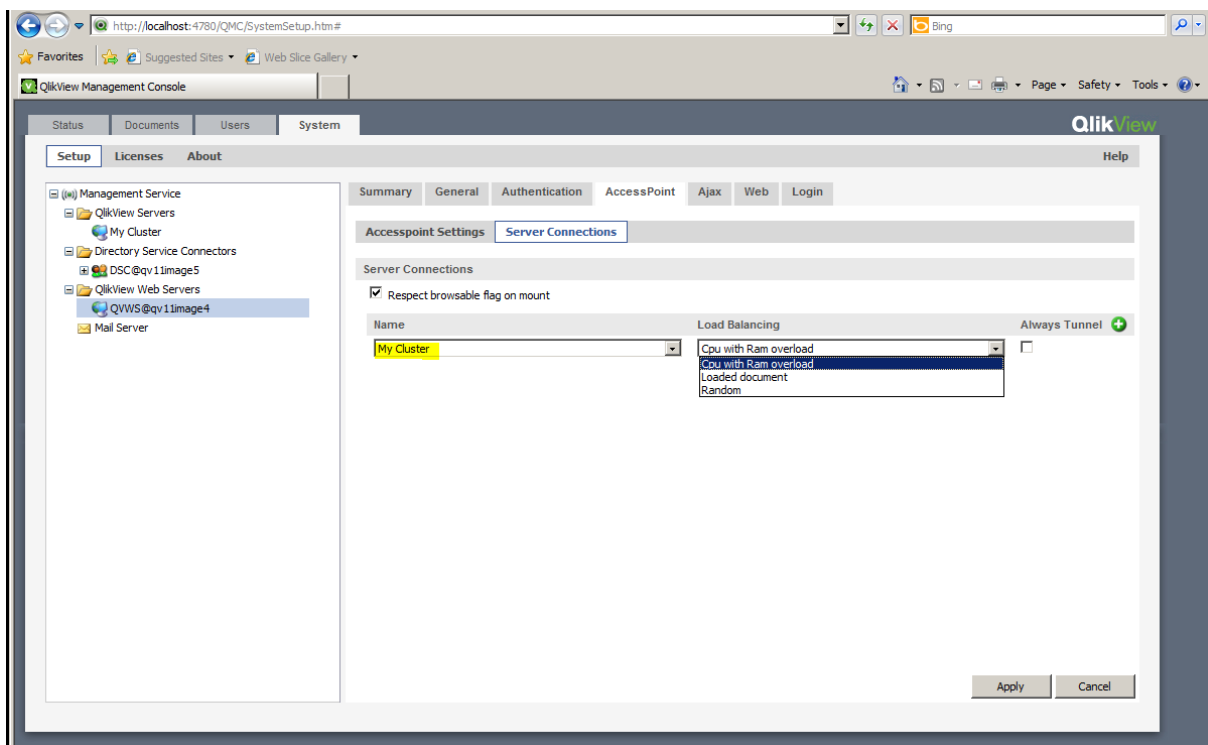 http://localhost:4780/QMC/SystemSetup.htm#
Bing
Favorites Suggested Sites Web Slice Gallery
QlikView Management Console Page Safety Tools
Status Documents Users System QlikView
Setup Licenses About Help
Management Service
QlikView Servers
My Cluster
Directory Service Connectors
DSC@qv11image5
QlikView Web Servers
QVWS@qv11image4
Mail Server
Summary General Authentication AccessPoint Ajax Web Login
Accesspoint Settings Server Connections
Server Connections
Respect browsable flag on mount
Name Load Balancing Always Tunnel
My Cluster Cpu with Ram overload
Cpu with Ram overload
Loaded document
Random
Apply Cancel